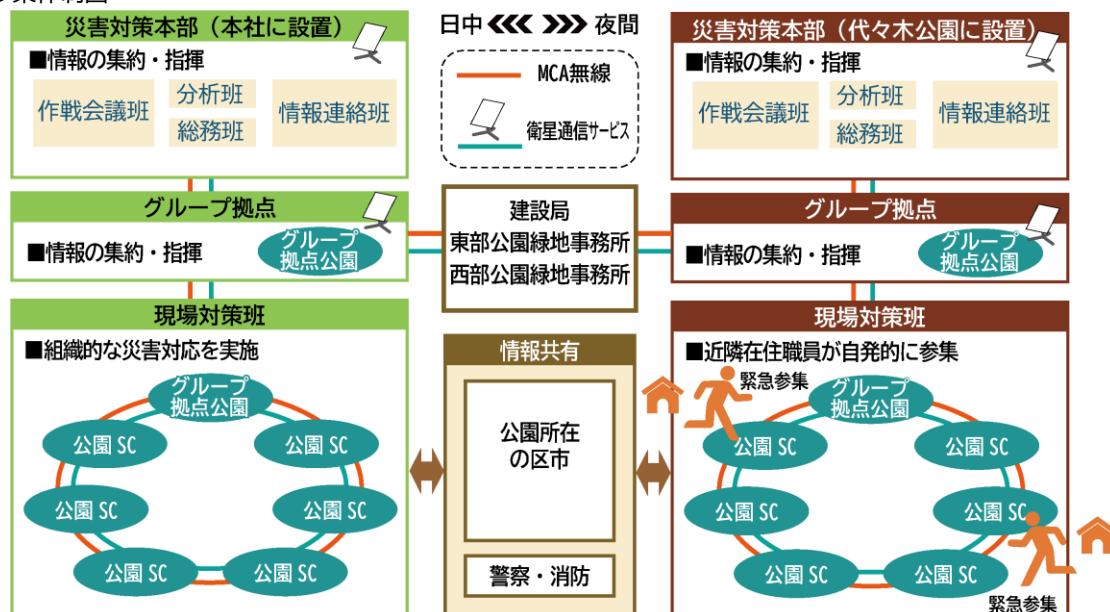 災害対策本部（本社に設置）
■情報の集約・指揮
作戦会議班
分析班
総務班
情報連絡班
グループ拠点
■情報の集約・指揮
グループ
拠点公園
現場対策班
■組織的な災害対応を実施
グループ
拠点公園
公園 SC
公園 SC
公園 SC
公園 SC
公園 SC
公園 SC
日中 ⋘ ⋙ 夜間
MCA無線
衛星通信サービス
建設局
東部公園緑地事務所
西部公園緑地事務所
情報共有
公園所在
の区市
警察・消防
災害対策本部（代々木公園に設置）
■情報の集約・指揮
作戦会議班
分析班
総務班
情報連絡班
グループ拠点
■情報の集約・指揮
グループ
拠点公園
現場対策班
■近隣在住職員が自発的に参集
緊急参集
グループ
拠点公園
公園 SC
公園 SC
公園 SC
公園 SC
公園 SC
公園 SC
緊急参集